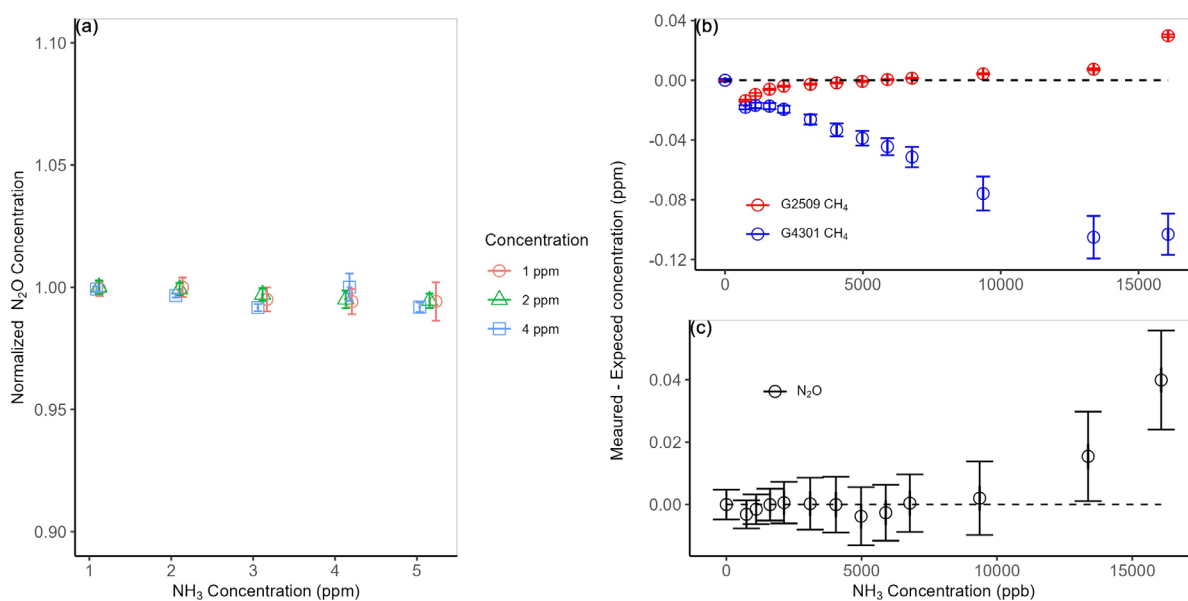 (a)
1.10
1.05
1.00
0.95
0.90
Normalized N₂O Concentration
1 2 3 4 5
NH₃ Concentration (ppm)
Concentration
1 ppm
2 ppm
4 ppm
Meaured - Expeced concentration (ppm)
(b)
0.04
0.00
-0.04
-0.08
-0.12
G2509 CH₄
G4301 CH₄
0 5000 10000 15000
(c)
0.04
0.02
0.00
N₂O
0 5000 10000 15000
NH₃ Concentration (ppb)